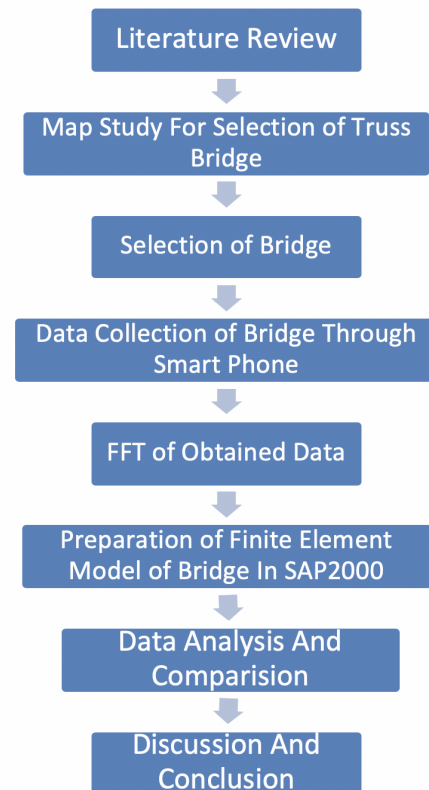 Literature Review
Map Study For Selection of Truss
Bridge
Selection of Bridge
Data Collection of Bridge Through
Smart Phone
FFT of Obtained Data
Preparation of Finite Element
Model of Bridge In SAP2000
Data Analysis And
Comparision
Discussion And
Conclusion